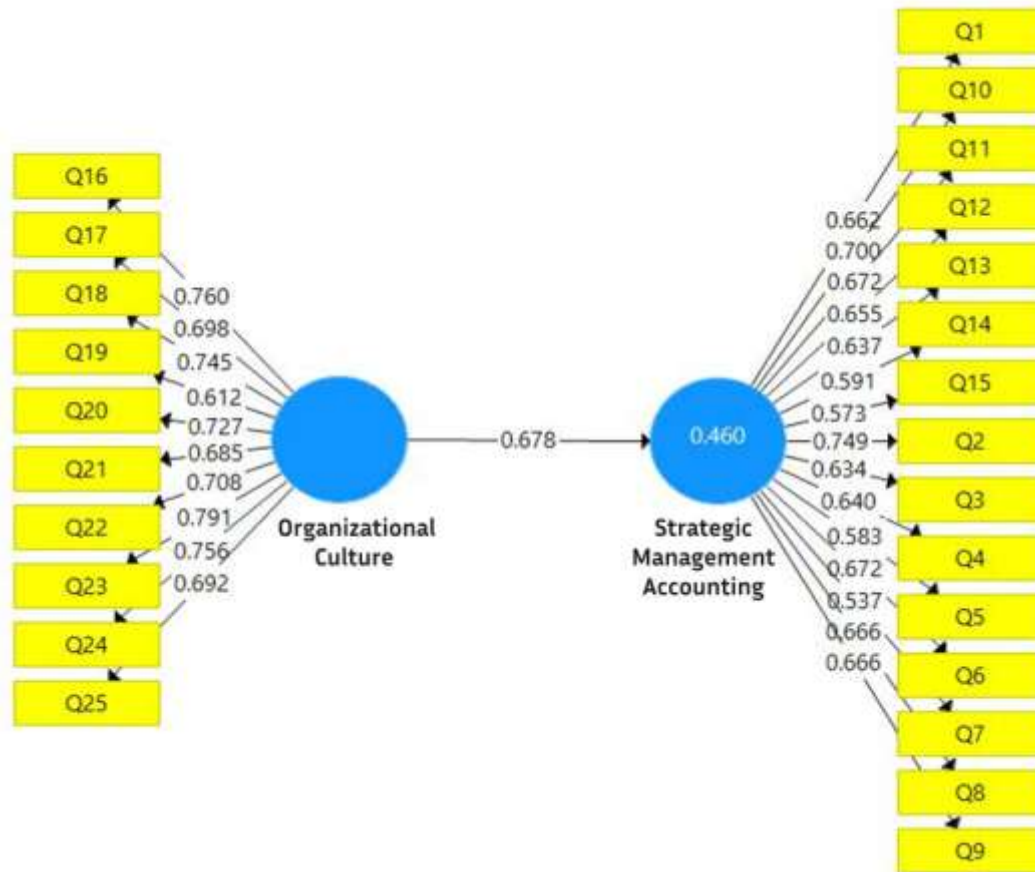 Q16
Q17
Q18
Q19
Q20
Q21
Q22
Q23
Q24
Q25
0.760
0.698
0.745
0.612
0.727
0.685
0.708
0.791
0.756
0.692
Organizational
Culture
0.678
0.460
Strategic
Management
Accounting
0.662
0.700
0.672
0.655
0.637
0.591
0.573
0.749
0.634
0.640
0.583
0.672
0.537
0.666
0.666
Q1
Q10
Q11
Q12
Q13
Q14
Q15
Q2
Q3
Q4
Q5
Q6
Q7
Q8
Q9